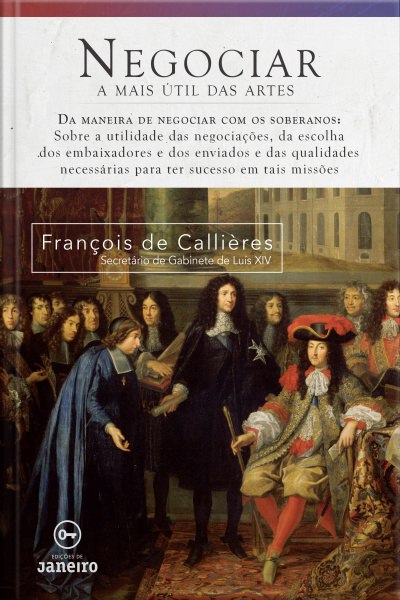 NEGOCIAR
A MAIS ÚTIL DAS ARTES
DA MANEIRA DE NEGOCIAR COM OS SOBERANOS:
Sobre a utilidade das negociações, da escolha
dos embaixadores e dos enviados e das qualidades
necessárias para ter sucesso em tais missões
François de Callières
Secretário de Gabinete de Luís XIV
EDIÇÕES DE
JANEIRO